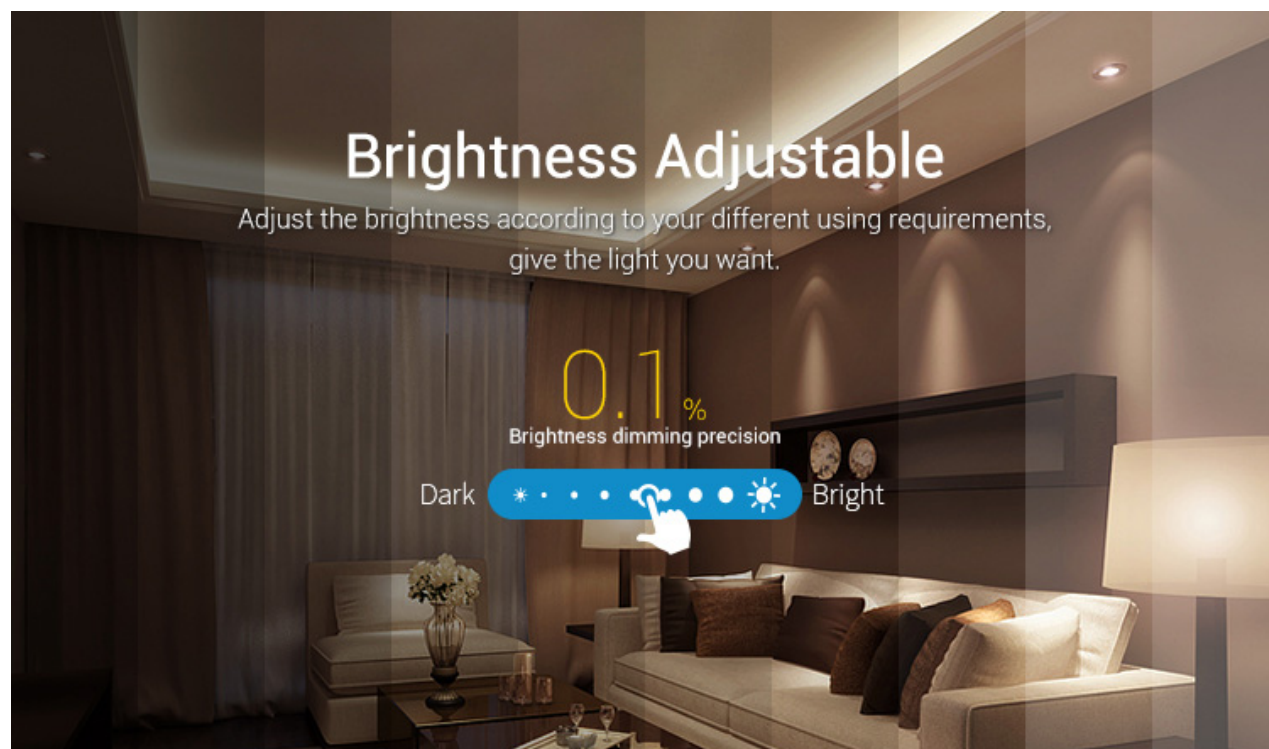 Brightness Adjustable
Adjust the brightness according to your different using requirements,
give the light you want.
0.1 %
Brightness dimming precision
Dark Bright